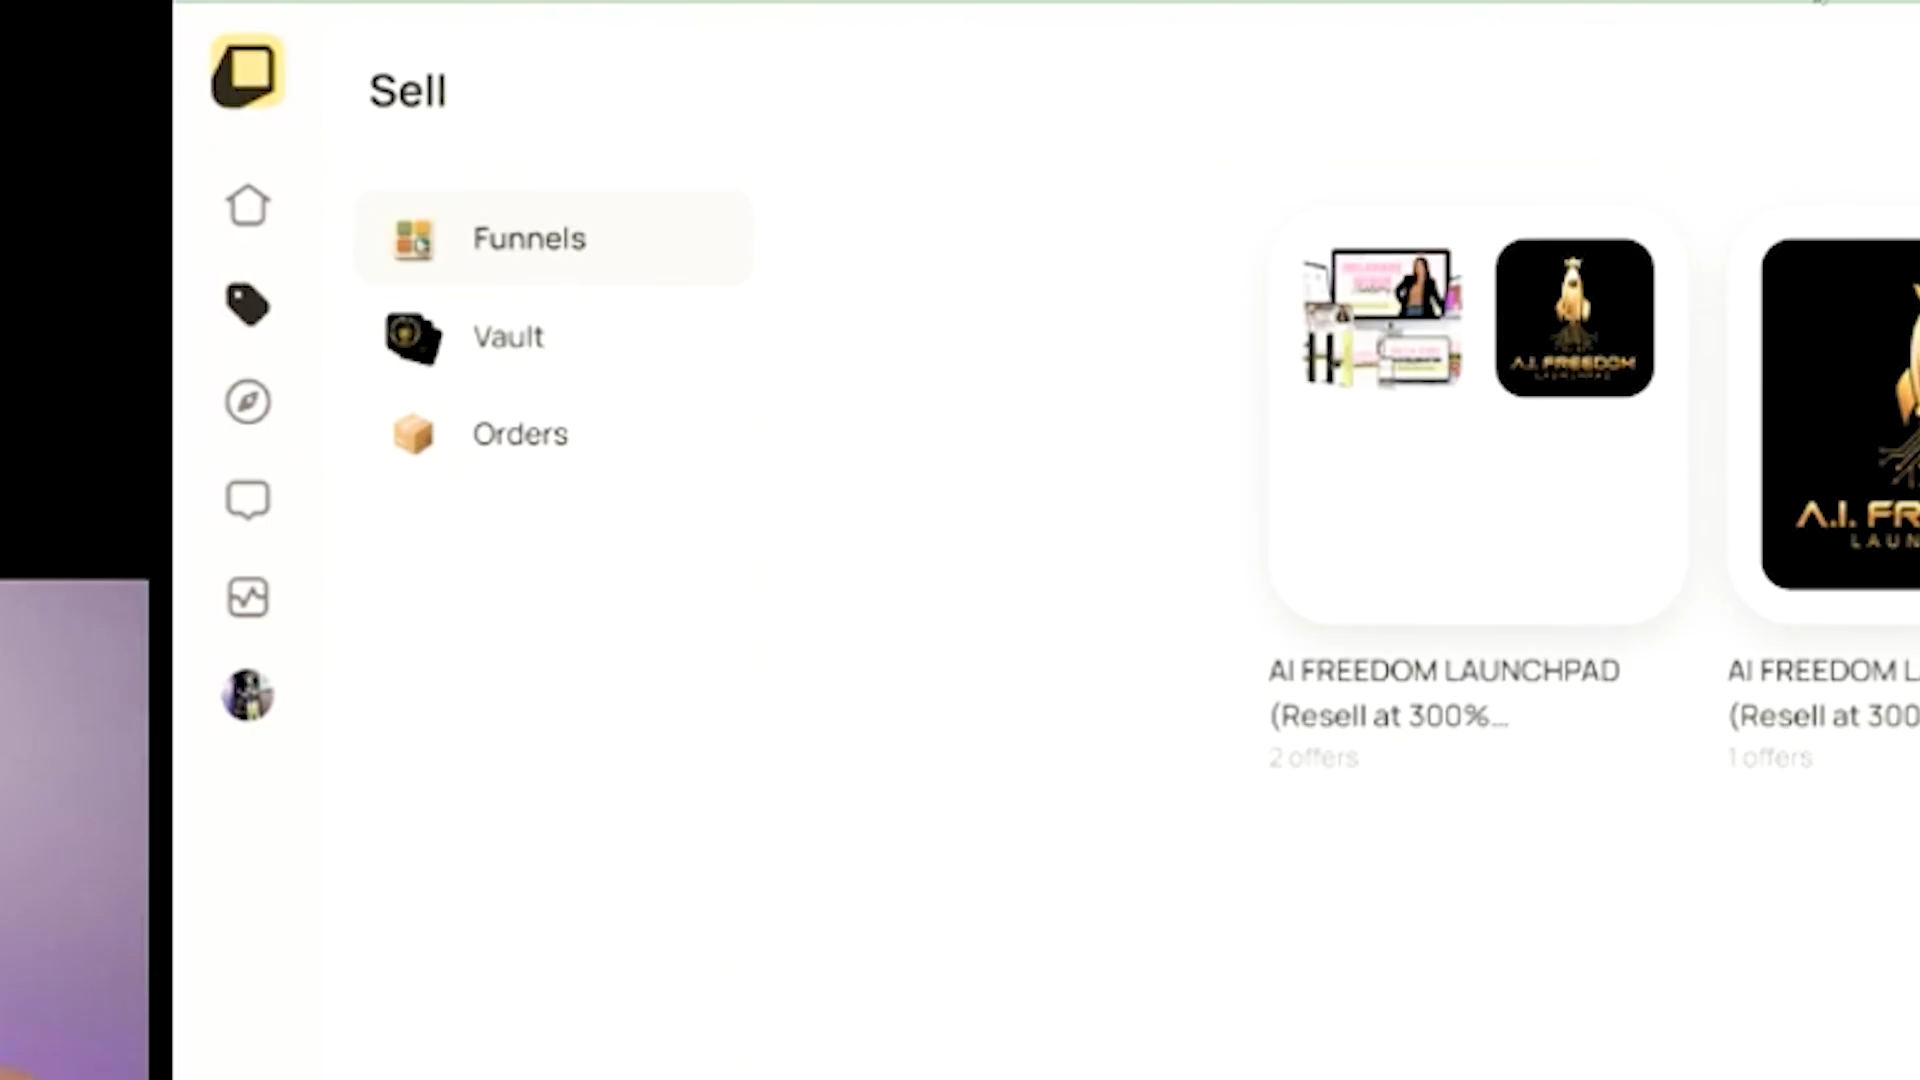 Sell
Funnels
Vault
Orders
A.I. FREEDOM
LAUNCHPAD
A.I. FR
LAUN
AI FREEDOM LAUNCHPAD
(Resell at 300%...
2 offers
AI FREEDOM L
(Resell at 300
1 offers